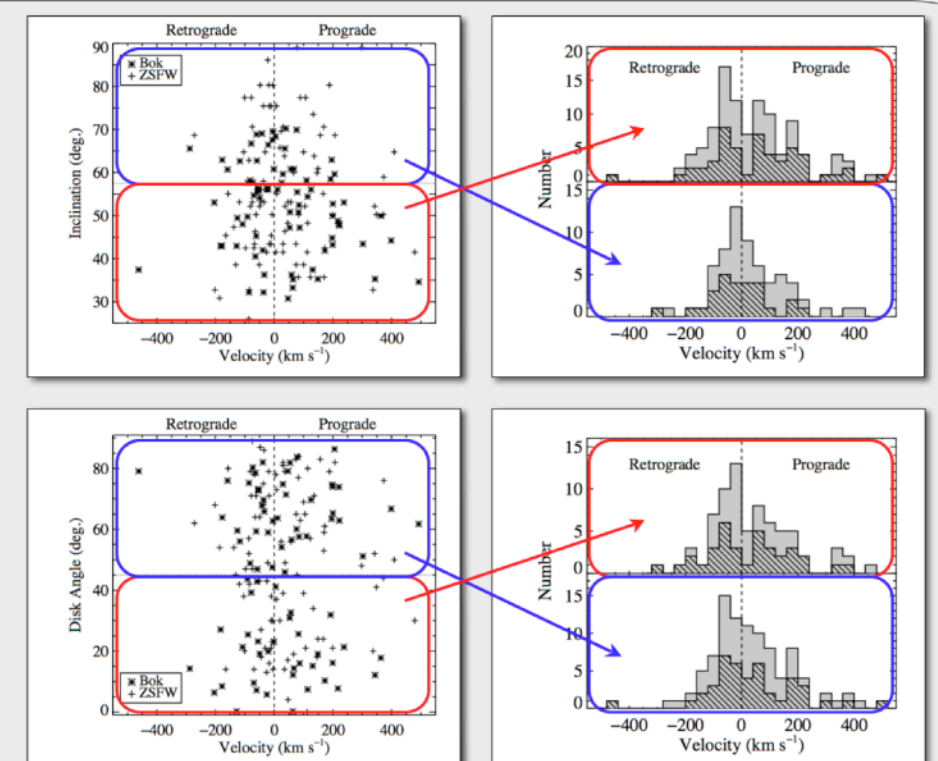 Retrograde Prograde
90
80
70
60
50
40
30
Inclination (deg.)
Bok
ZSFW
−400 −200 0 200 400
Velocity (km s⁻¹)
20
15
10
5
0
Retrograde Prograde
Number
15
10
5
0
−400 −200 0 200 400
Velocity (km s⁻¹)
Retrograde Prograde
80
60
40
20
0
Disk Angle (deg.)
Bok
ZSFW
−400 −200 0 200 400
Velocity (km s⁻¹)
15
10
5
0
Retrograde Prograde
Number
15
10
5
0
−400 −200 0 200 400
Velocity (km s⁻¹)